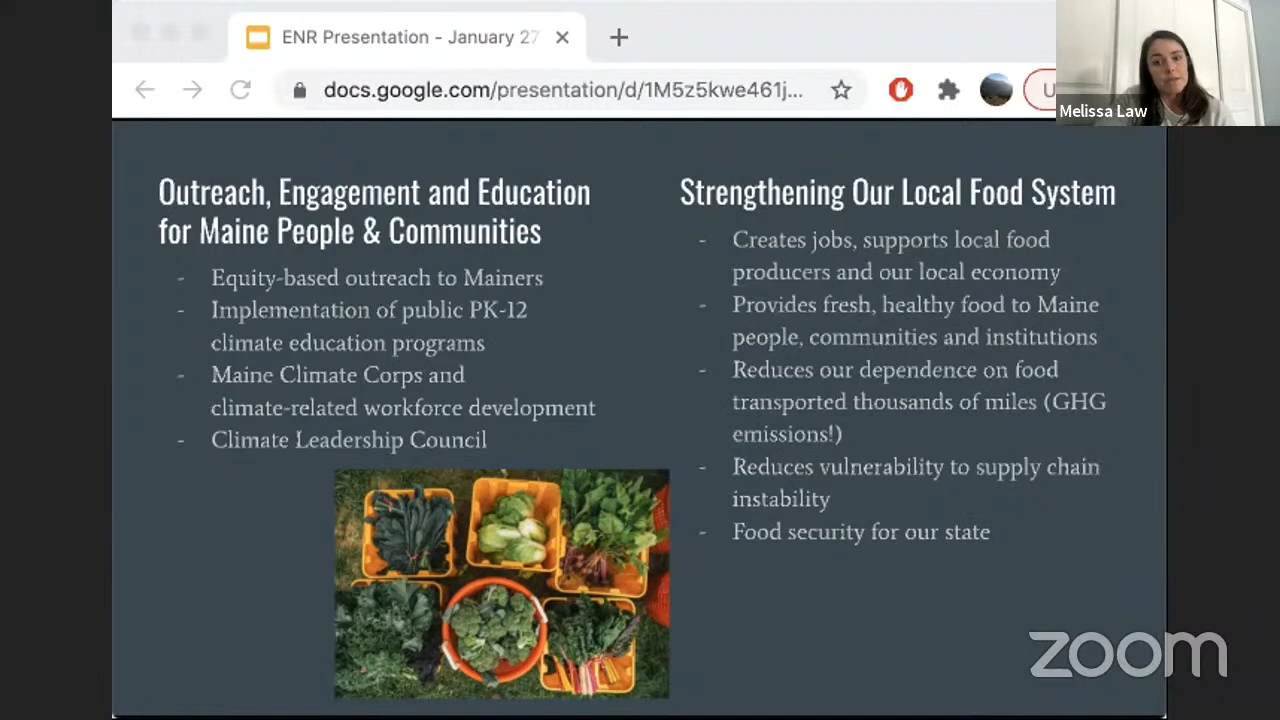 ENR Presentation - January 27
docs.google.com/presentation/d/1M5z5kwe461j...
U
Melissa Law
Outreach, Engagement and Education
for Maine People & Communities
- Equity-based outreach to Mainers
- Implementation of public PK-12
climate education programs
- Maine Climate Corps and
climate-related workforce development
- Climate Leadership Council
Strengthening Our Local Food System
- Creates jobs, supports local food
producers and our local economy
- Provides fresh, healthy food to Maine
people, communities and institutions
- Reduces our dependence on food
transported thousands of miles (GHG
emissions!)
- Reduces vulnerability to supply chain
instability
- Food security for our state
zoom